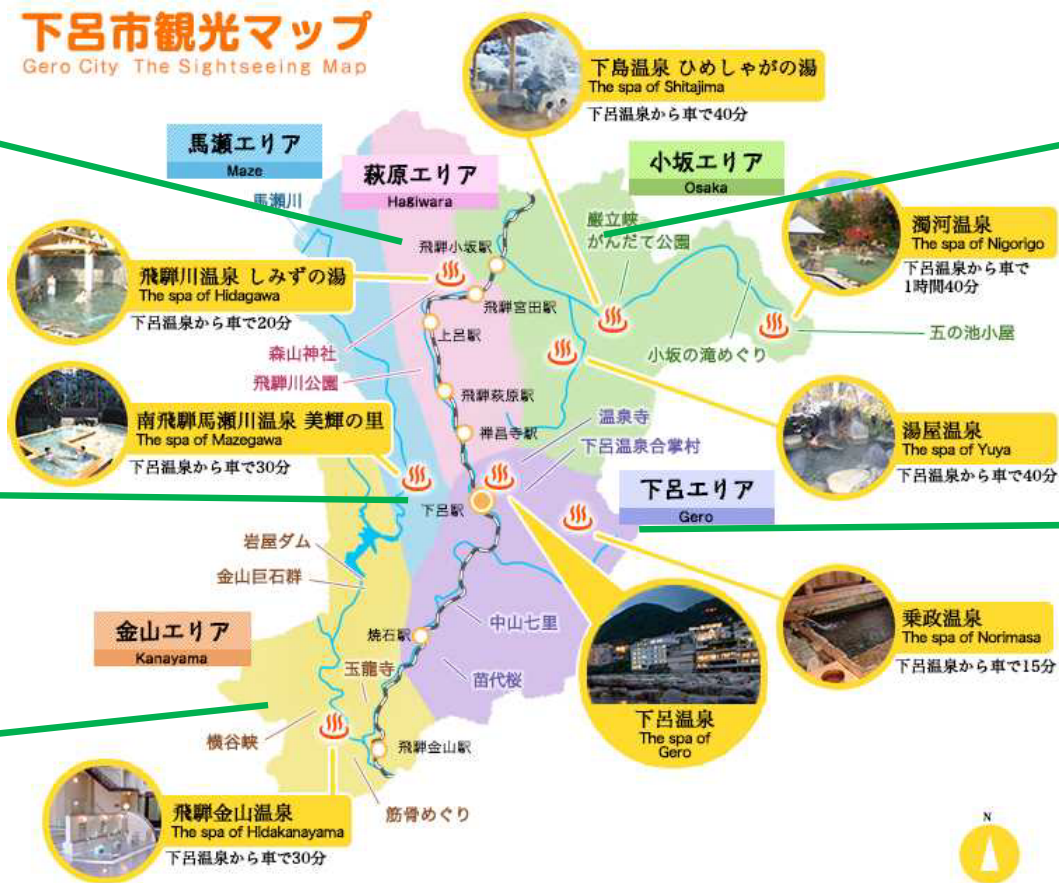 下呂市観光マップ
Gero City The Sightseeing Map
下島温泉 ひめしゃがの湯
The spa of Shitajima
下呂温泉から車で40分
馬瀬エリア
Maze
萩原エリア
Hagiwara
小坂エリア
Osaka
馬瀬川
巌立峡
がんだて公園
濁河温泉
The spa of Nigorigo
下呂温泉から車で
1時間40分
飛騨小坂駅
飛騨川温泉 しみずの湯
The spa of Hidagawa
下呂温泉から車で20分
飛騨宮田駅
上呂駅
五の池小屋
森山神社
小坂の滝めぐり
飛騨川公園
飛騨萩原駅
南飛騨馬瀬川温泉 美輝の里
The spa of Mazegawa
下呂温泉から車で30分
温泉寺
禅昌寺駅
下呂温泉合掌村
湯屋温泉
The spa of Yuya
下呂温泉から車で40分
下呂エリア
Gero
下呂駅
岩屋ダム
金山巨石群
金山エリア
Kanayama
中山七里
焼石駅
乗政温泉
The spa of Norimasa
下呂温泉から車で15分
玉龍寺
苗代桜
下呂温泉
The spa of
Gero
横谷峡
飛騨金山駅
飛騨金山温泉
The spa of Hidakanayama
下呂温泉から車で30分
筋骨めぐり
N